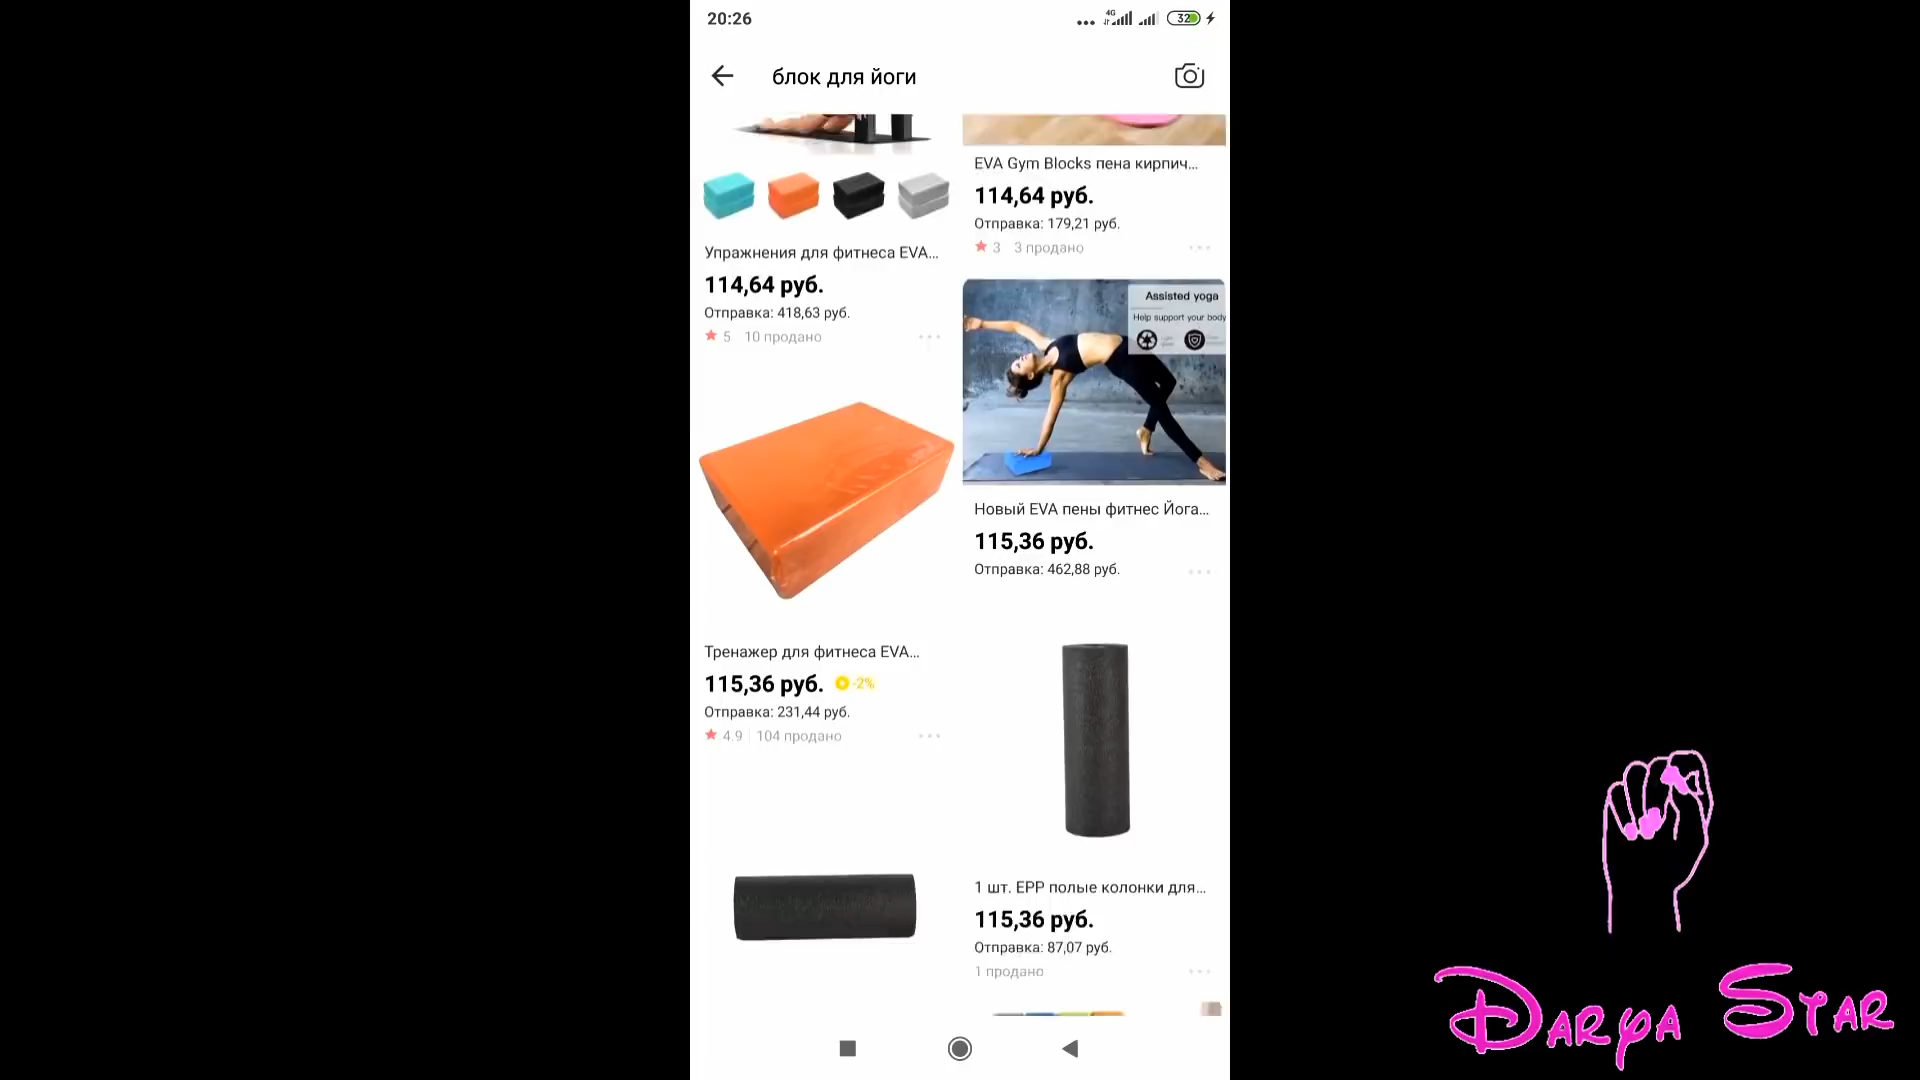 20:26
4G
32
блок для йоги
Упражнения для фитнеса EVA...
114,64 руб.
Отправка: 418,63 руб.
5 10 продано
Тренажер для фитнеса EVA...
115,36 руб. -2%
Отправка: 231,44 руб.
4.9 104 продано
EVA Gym Blocks пена кирпич...
114,64 руб.
Отправка: 179,21 руб.
3 3 продано
Assisted yoga
Help support your body
Новый EVA пены фитнес Йога...
115,36 руб.
Отправка: 462,88 руб.
1 шт. EPP полые колонки для...
115,36 руб.
Отправка: 87,07 руб.
1 продано
Darya Star